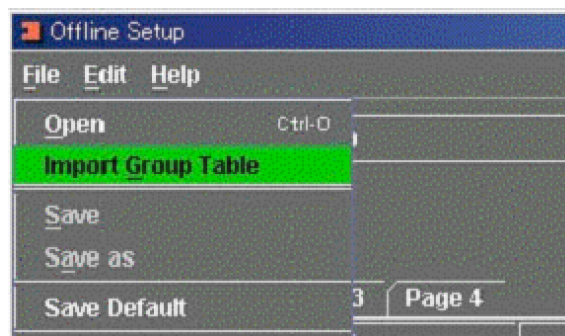 Offline Setup
File Edit Help
Open Ctrl-O
Import Group Table
Save
Save as
Save Default
3 Page 4